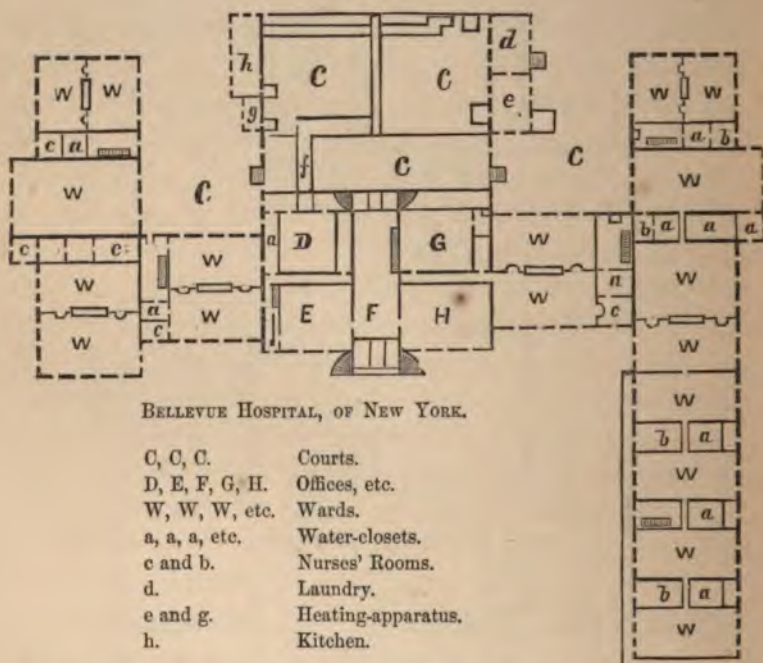 h C C d
W W e W W
g
c a C a b
f C
W C W
a D G b a a a
c c W W W
n
a E F H W c
W c W W
W
BELLEVUE HOSPITAL, OF NEW YORK.
C, C, C. Courts.
D, E, F, G, H. Offices, etc.
W, W, W, etc. Wards.
a, a, a, etc. Water-closets.
c and b. Nurses' Rooms.
d. Laundry.
e and g. Heating-apparatus.
h. Kitchen.
W
b a
W
a
W
b a
W